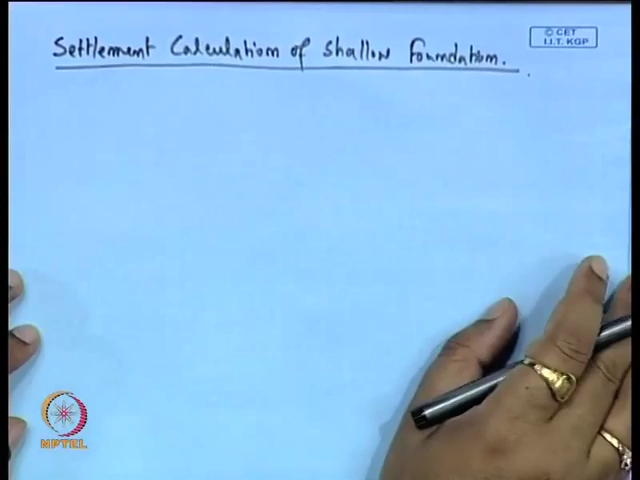 Settlement Calculation of Shallow Foundation.
© CET
I.I.T. KGP
NPTEL